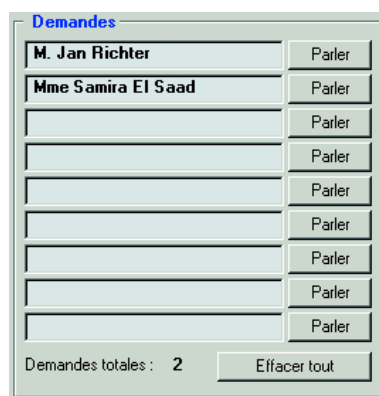 Demandes
M. Jan Richter Parler
Mme Samira El Saad Parler
Parler
Parler
Parler
Parler
Parler
Parler
Parler
Demandes totales : 2 Effacer tout